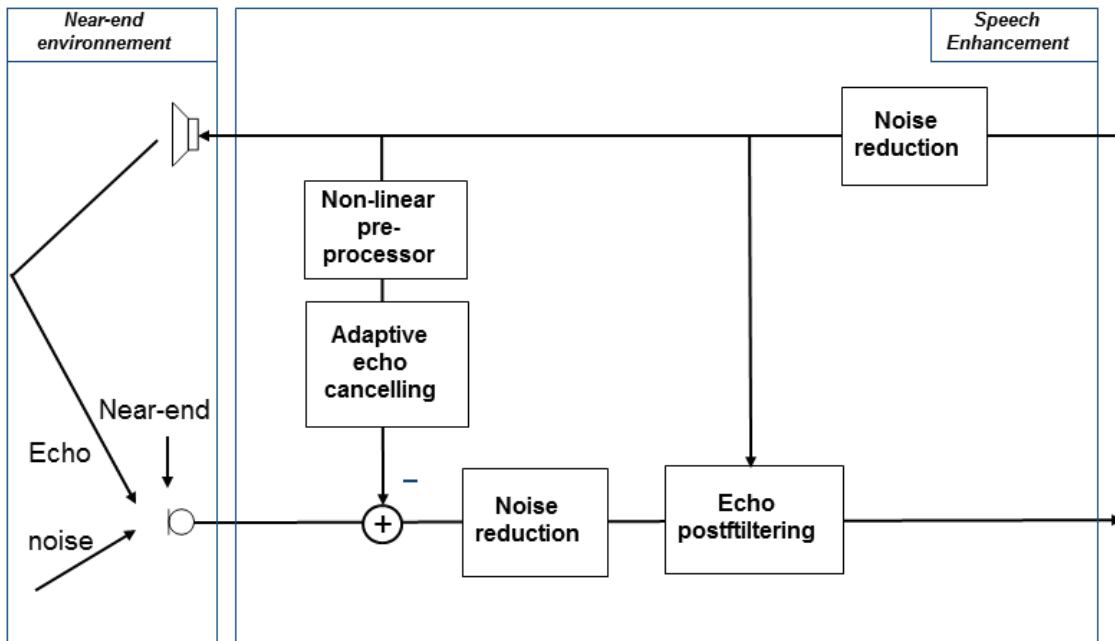 Near-end
environnement
Speech
Enhancement
Noise
reduction
Non-linear
pre-
processor
Adaptive
echo
cancelling
–
Near-end
Echo
noise
+
Noise
reduction
Echo
postftiltering